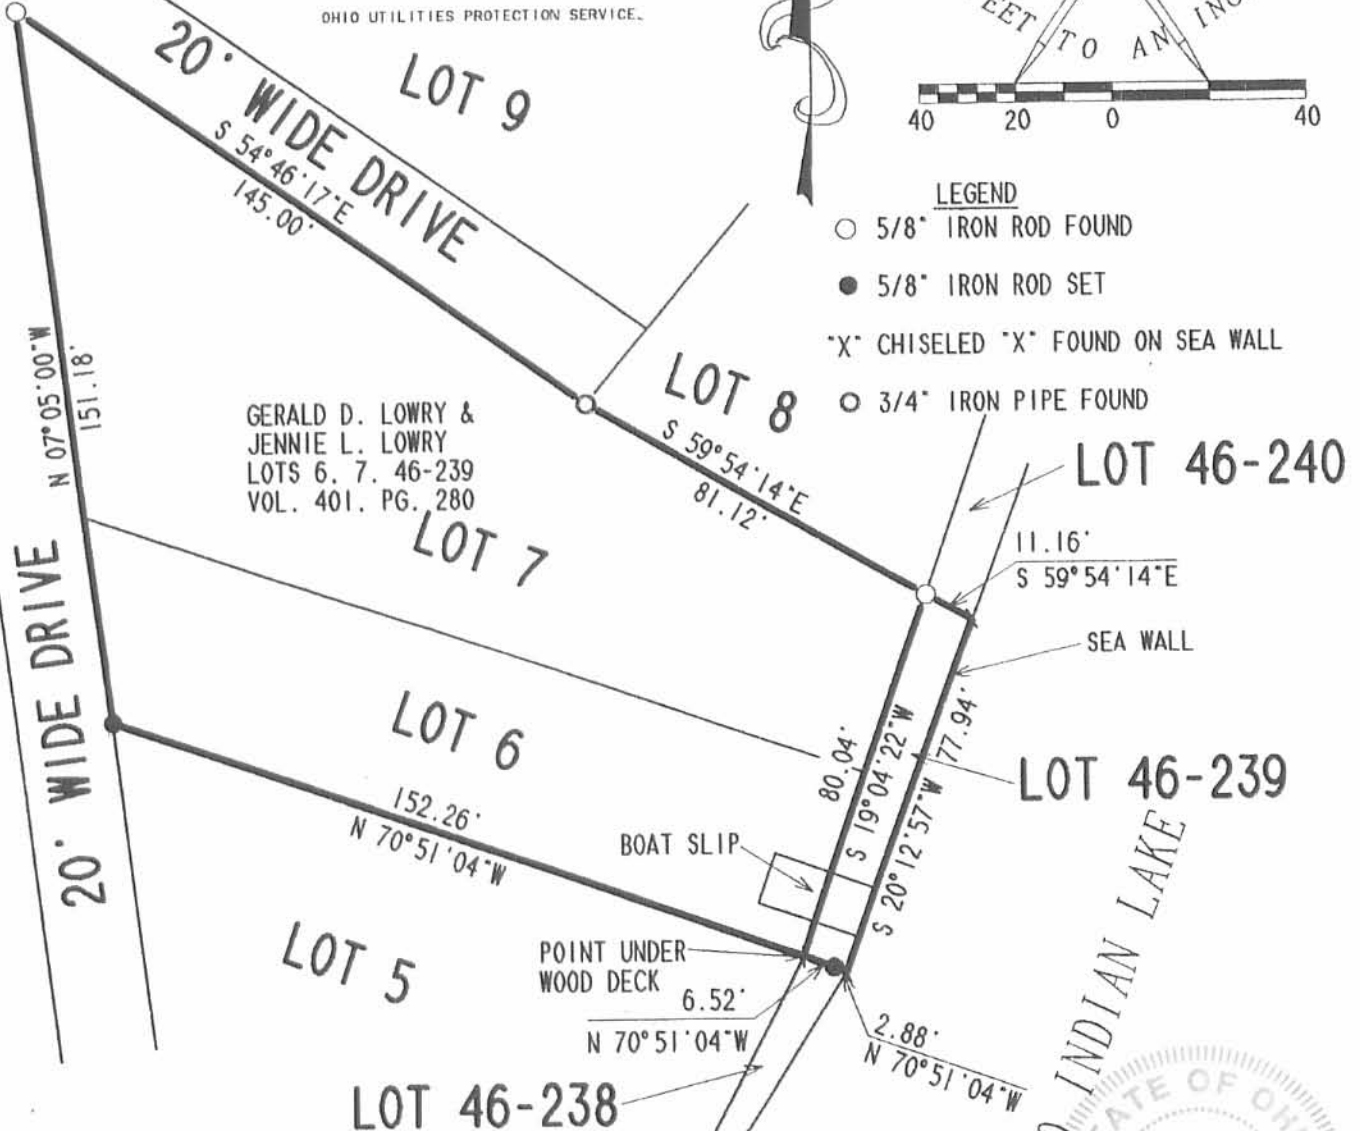 OHIO UTILITIES PROTECTION SERVICE.
20' WIDE DRIVE
S 54°46'17"E
145.00'
LOT 9
TO AN
40 20 0 40
LEGEND
5/8" IRON ROD FOUND
5/8" IRON ROD SET
"X" CHISELED "X" FOUND ON SEA WALL
3/4" IRON PIPE FOUND
N 07°05'00"W
151.18'
GERALD D. LOWRY &
JENNIE L. LOWRY
LOTS 6. 7. 46-239
VOL. 401. PG. 280
LOT 8
S 59°54'14"E
81.12'
LOT 46-240
11.16'
S 59°54'14"E
LOT 7
SEA WALL
20' WIDE DRIVE
LOT 6
80.04'
S 19°04'22"W
77.94'
S 20°12'57"W
LOT 46-239
152.26'
N 70°51'04"W
BOAT SLIP
INDIAN LAKE
LOT 5
POINT UNDER
WOOD DECK
6.52'
N 70°51'04"W
2.88'
N 70°51'04"W
LOT 46-238